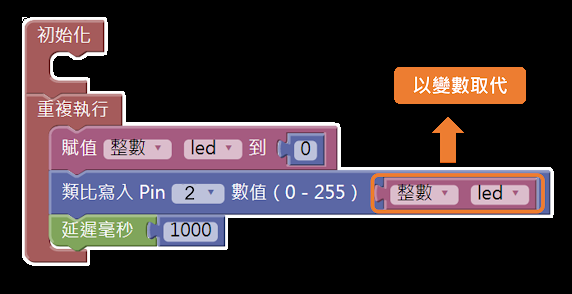 初始化
以變數取代
重複執行
賦值 整數 led 到 0
類比寫入 Pin 2 數值 ( 0 - 255 ) 整數 led
延遲毫秒 1000